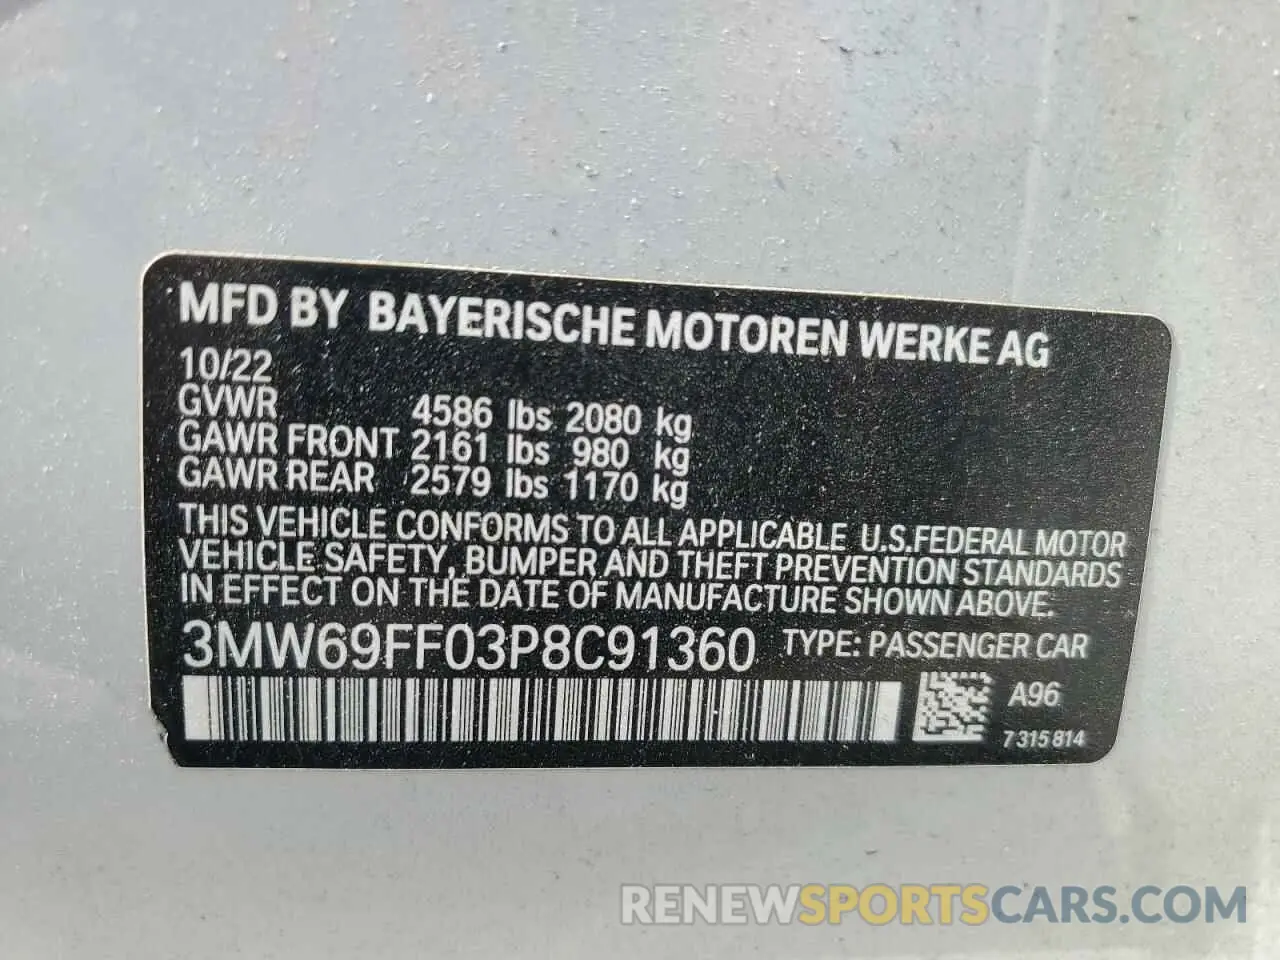 MFD BY BAYERISCHE MOTOREN WERKE AG
10/22
GVWR 4586 lbs 2080 kg
GAWR FRONT 2161 lbs 980 kg
GAWR REAR 2579 lbs 1170 kg
THIS VEHICLE CONFORMS TO ALL APPLICABLE U.S.FEDERAL MOTOR
VEHICLE SAFETY, BUMPER AND THEFT PREVENTION STANDARDS
IN EFFECT ON THE DATE OF MANUFACTURE SHOWN ABOVE.
3MW69FF03P8C91360 TYPE: PASSENGER CAR
A96
7 315 814
RENEWSPORTSCARS.COM